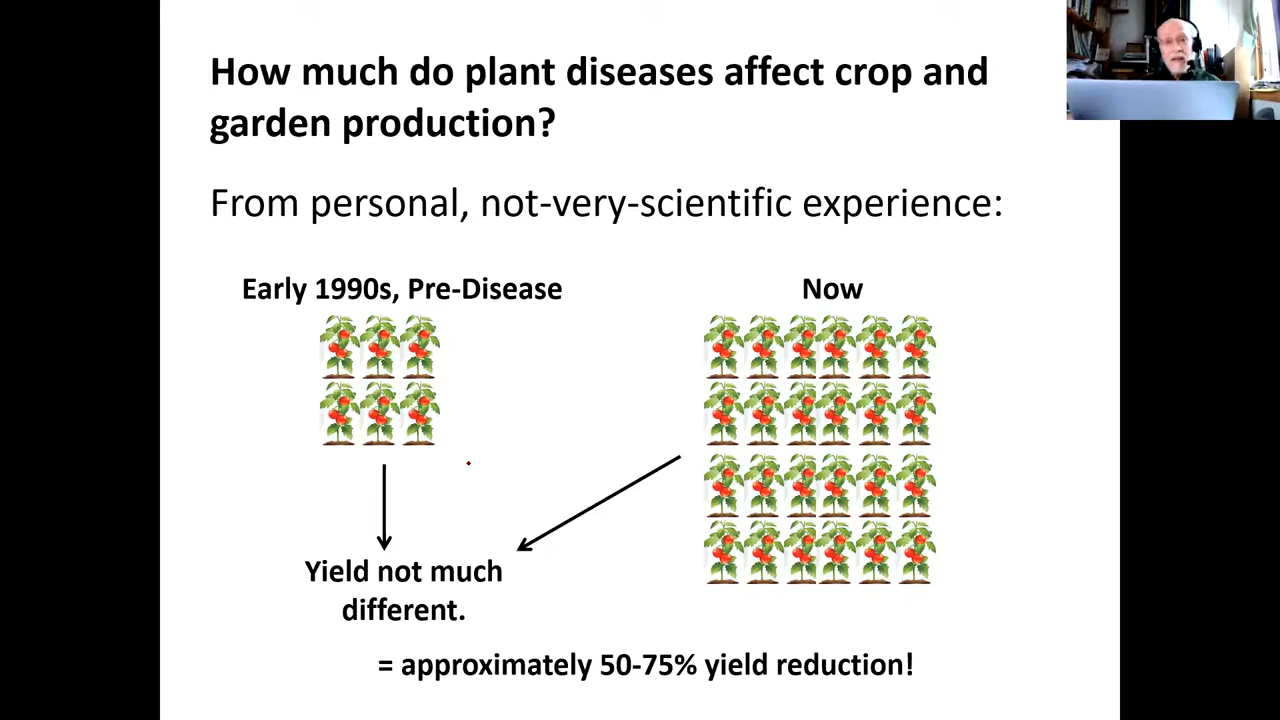 How much do plant diseases affect crop and
garden production?
From personal, not-very-scientific experience:
Early 1990s, Pre-Disease
Now
Yield not much
different.
= approximately 50-75% yield reduction!